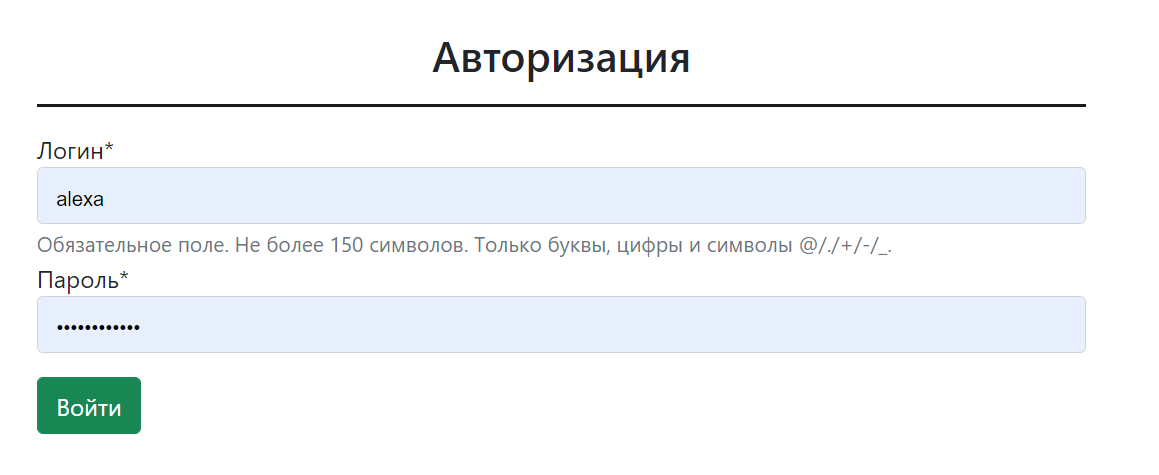 Авторизация
Логин*
alexa
Обязательное поле. Не более 150 символов. Только буквы, цифры и символы @/./+/-/_.
Пароль*
••••••••••••
Войти